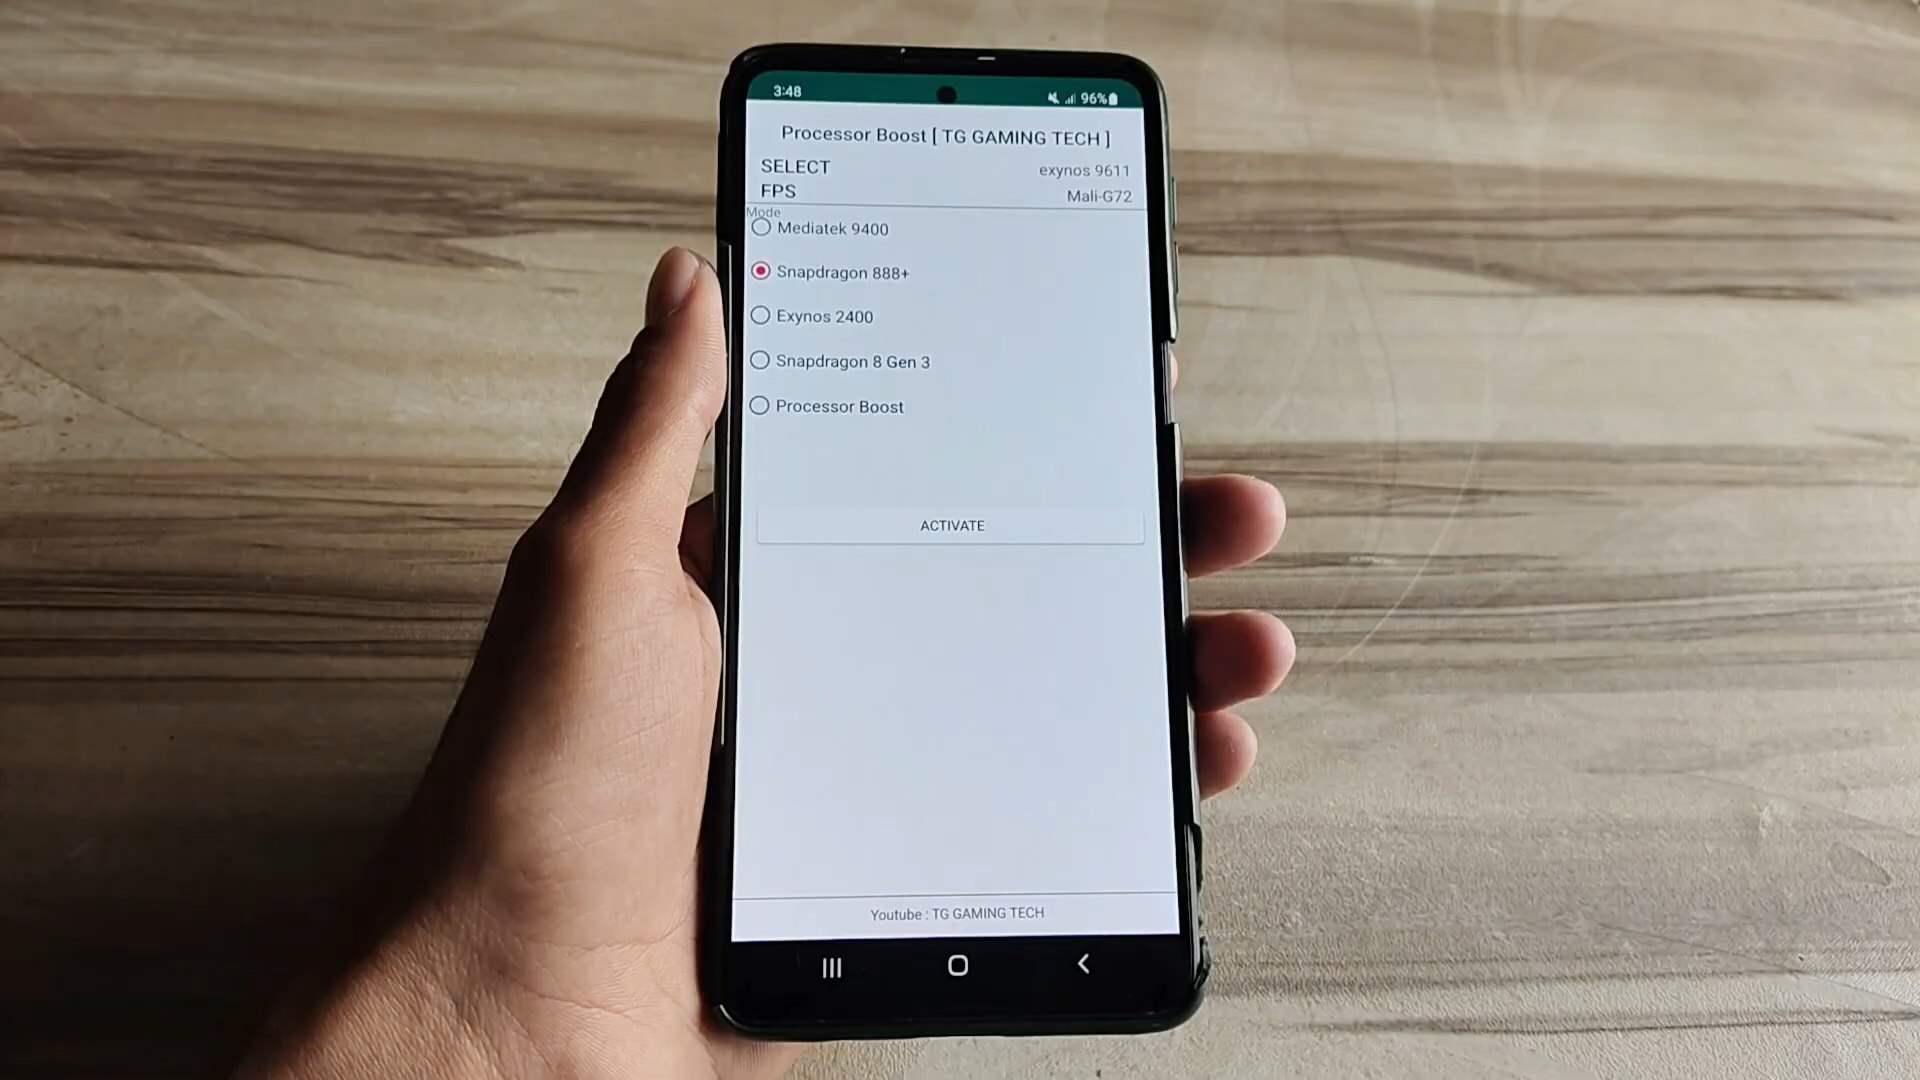 3:48
96%
Processor Boost [ TG GAMING TECH ]
SELECT
FPS
exynos 9611
Mali-G72
Mode
Mediatek 9400
Snapdragon 888+
Exynos 2400
Snapdragon 8 Gen 3
Processor Boost
ACTIVATE
Youtube : TG GAMING TECH